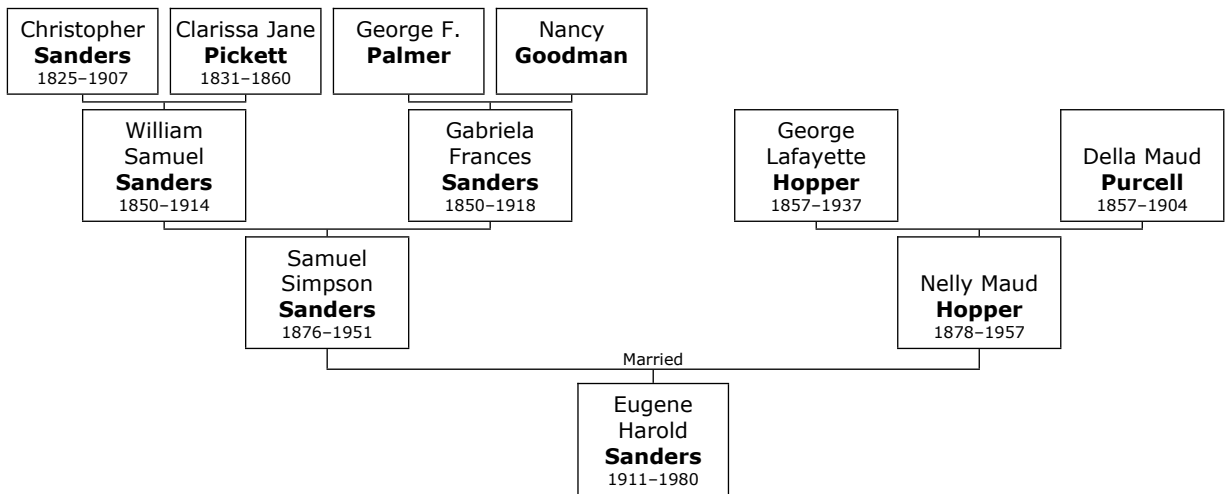 Christopher
Sanders
1825–1907
Clarissa Jane
Pickett
1831–1860
George F.
Palmer
Nancy
Goodman
William
Samuel
Sanders
1850–1914
Gabriela
Frances
Sanders
1850–1918
George
Lafayette
Hopper
1857–1937
Della Maud
Purcell
1857–1904
Samuel
Simpson
Sanders
1876–1951
Nelly Maud
Hopper
1878–1957
Married
Eugene
Harold
Sanders
1911–1980